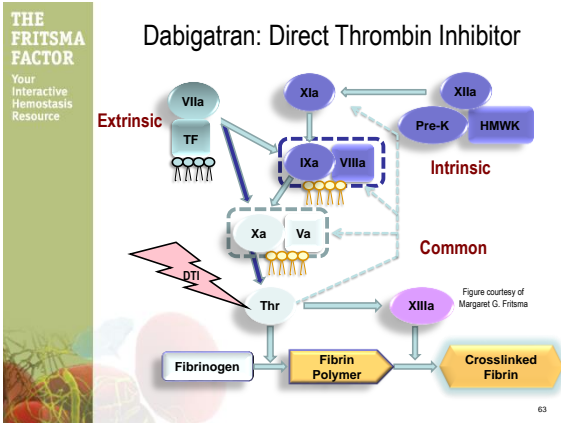 THE
FRITSMA
FACTOR
Your
Interactive
Hemostasis
Resource
Dabigatran: Direct Thrombin Inhibitor
VIIa
TF
Extrinsic
XIa
XIIa
Pre-K
HMWK
Intrinsic
IXa
VIIIa
Xa
Va
Common
DTI
Thr
XIIIa
Figure courtesy of
Margaret G. Fritsma
Fibrinogen
Fibrin
Polymer
Crosslinked
Fibrin
63